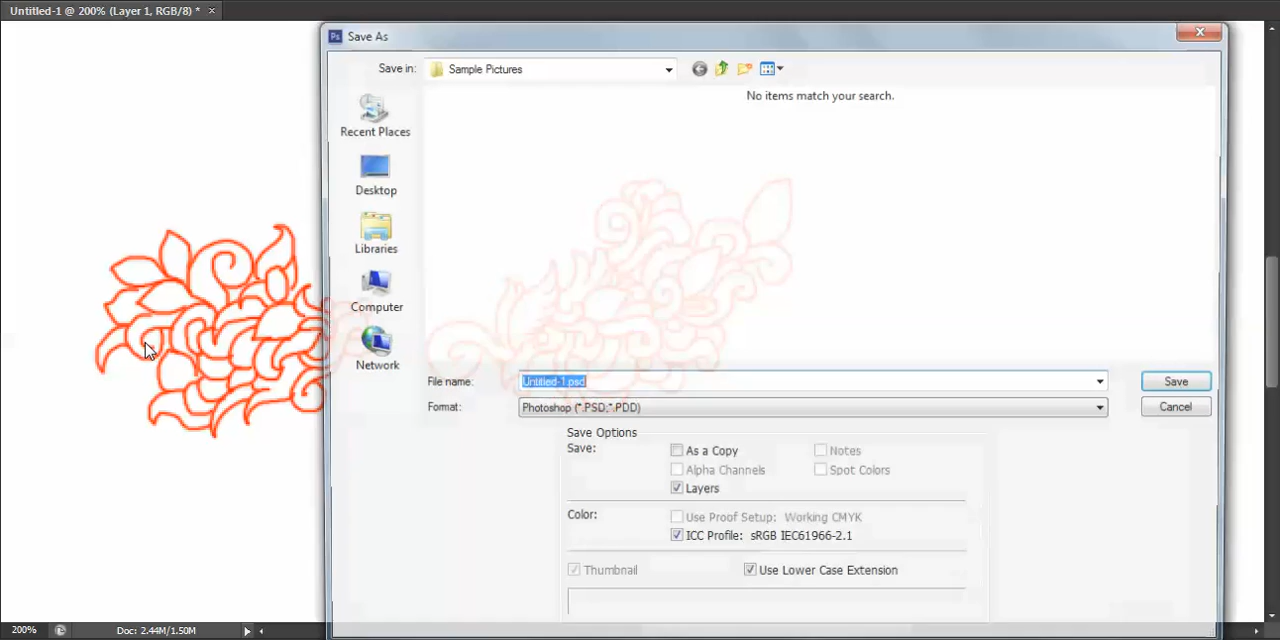 Untitled-1 @ 200% (Layer 1, RGB/8) * ×
Ps Save As
Save in: Sample Pictures
No items match your search.
Recent Places
Desktop
Libraries
Computer
Network
File name: Untitled-1.psd Save
Format: Photoshop (*.PSD;*.PDD) Cancel
Save Options
Save: As a Copy Notes
Alpha Channels Spot Colors
Layers
Color: Use Proof Setup: Working CMYK
ICC Profile: sRGB IEC61966-2.1
Thumbnail Use Lower Case Extension
200% Doc: 2.44M/1.50M